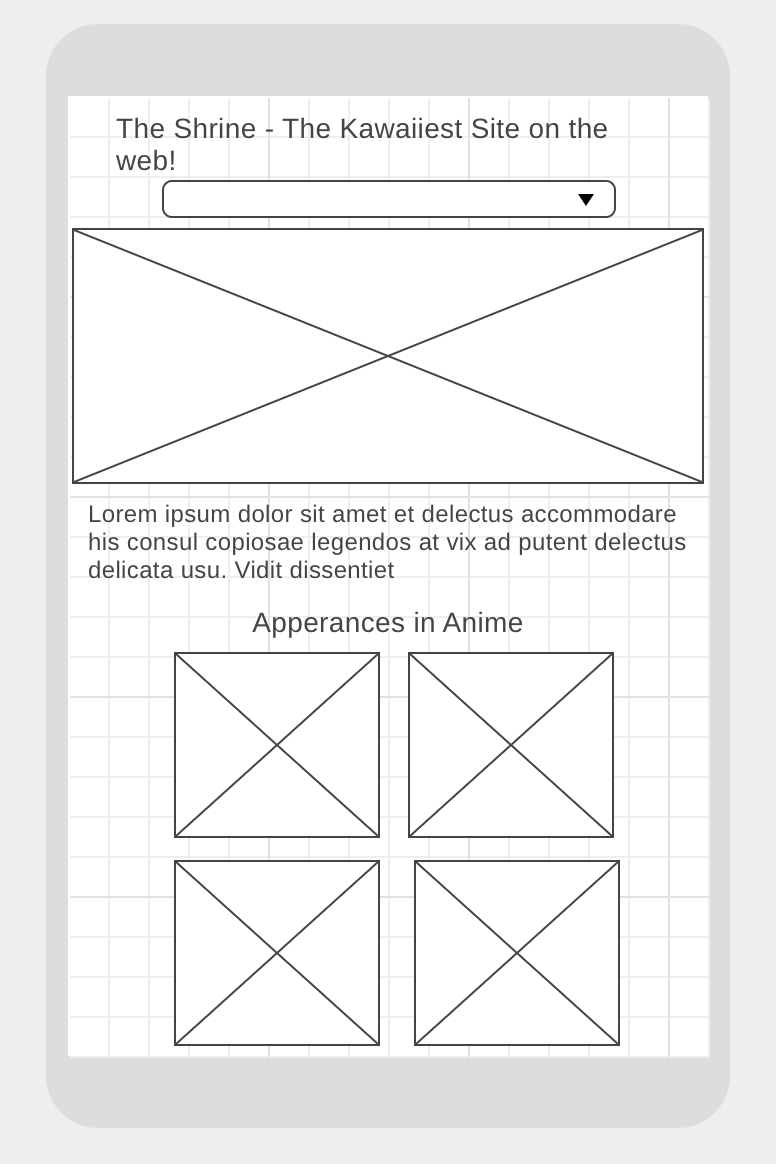 The Shrine - The Kawaiiest Site on the
web!
Lorem ipsum dolor sit amet et delectus accommodare
his consul copiosae legendos at vix ad putent delectus
delicata usu. Vidit dissentiet
Apperances in Anime